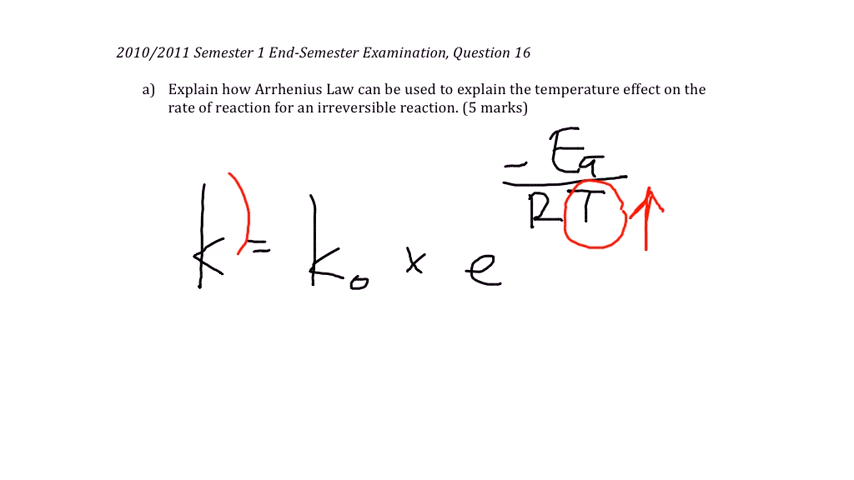 2010/2011 Semester 1 End-Semester Examination, Question 16
a) Explain how Arrhenius Law can be used to explain the temperature effect on the
rate of reaction for an irreversible reaction. (5 marks)
- Ea
RT ↑
k = k₀ x e